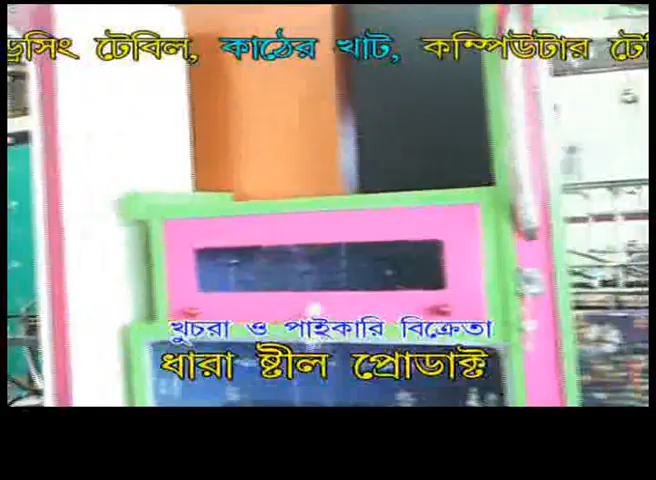 ড্রেসিং টেবিল, কাঠের খাট, কম্পিউটার
খুচরা ও পাইকারি বিক্রেতা
ধারা ষ্টীল প্রোডাক্ট